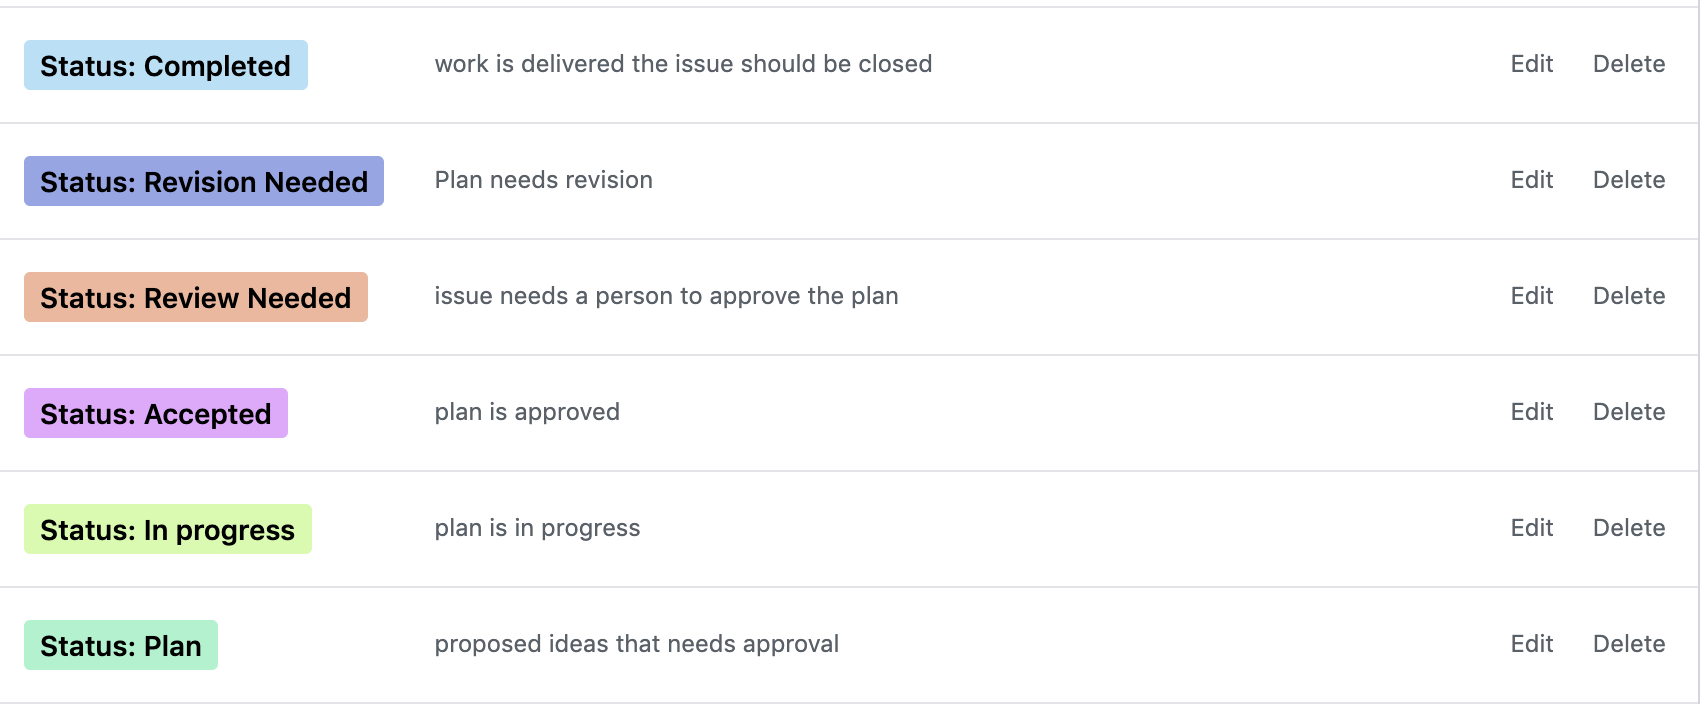 Status: Completed work is delivered the issue should be closed Edit Delete
Status: Revision Needed Plan needs revision Edit Delete
Status: Review Needed issue needs a person to approve the plan Edit Delete
Status: Accepted plan is approved Edit Delete
Status: In progress plan is in progress Edit Delete
Status: Plan proposed ideas that needs approval Edit Delete